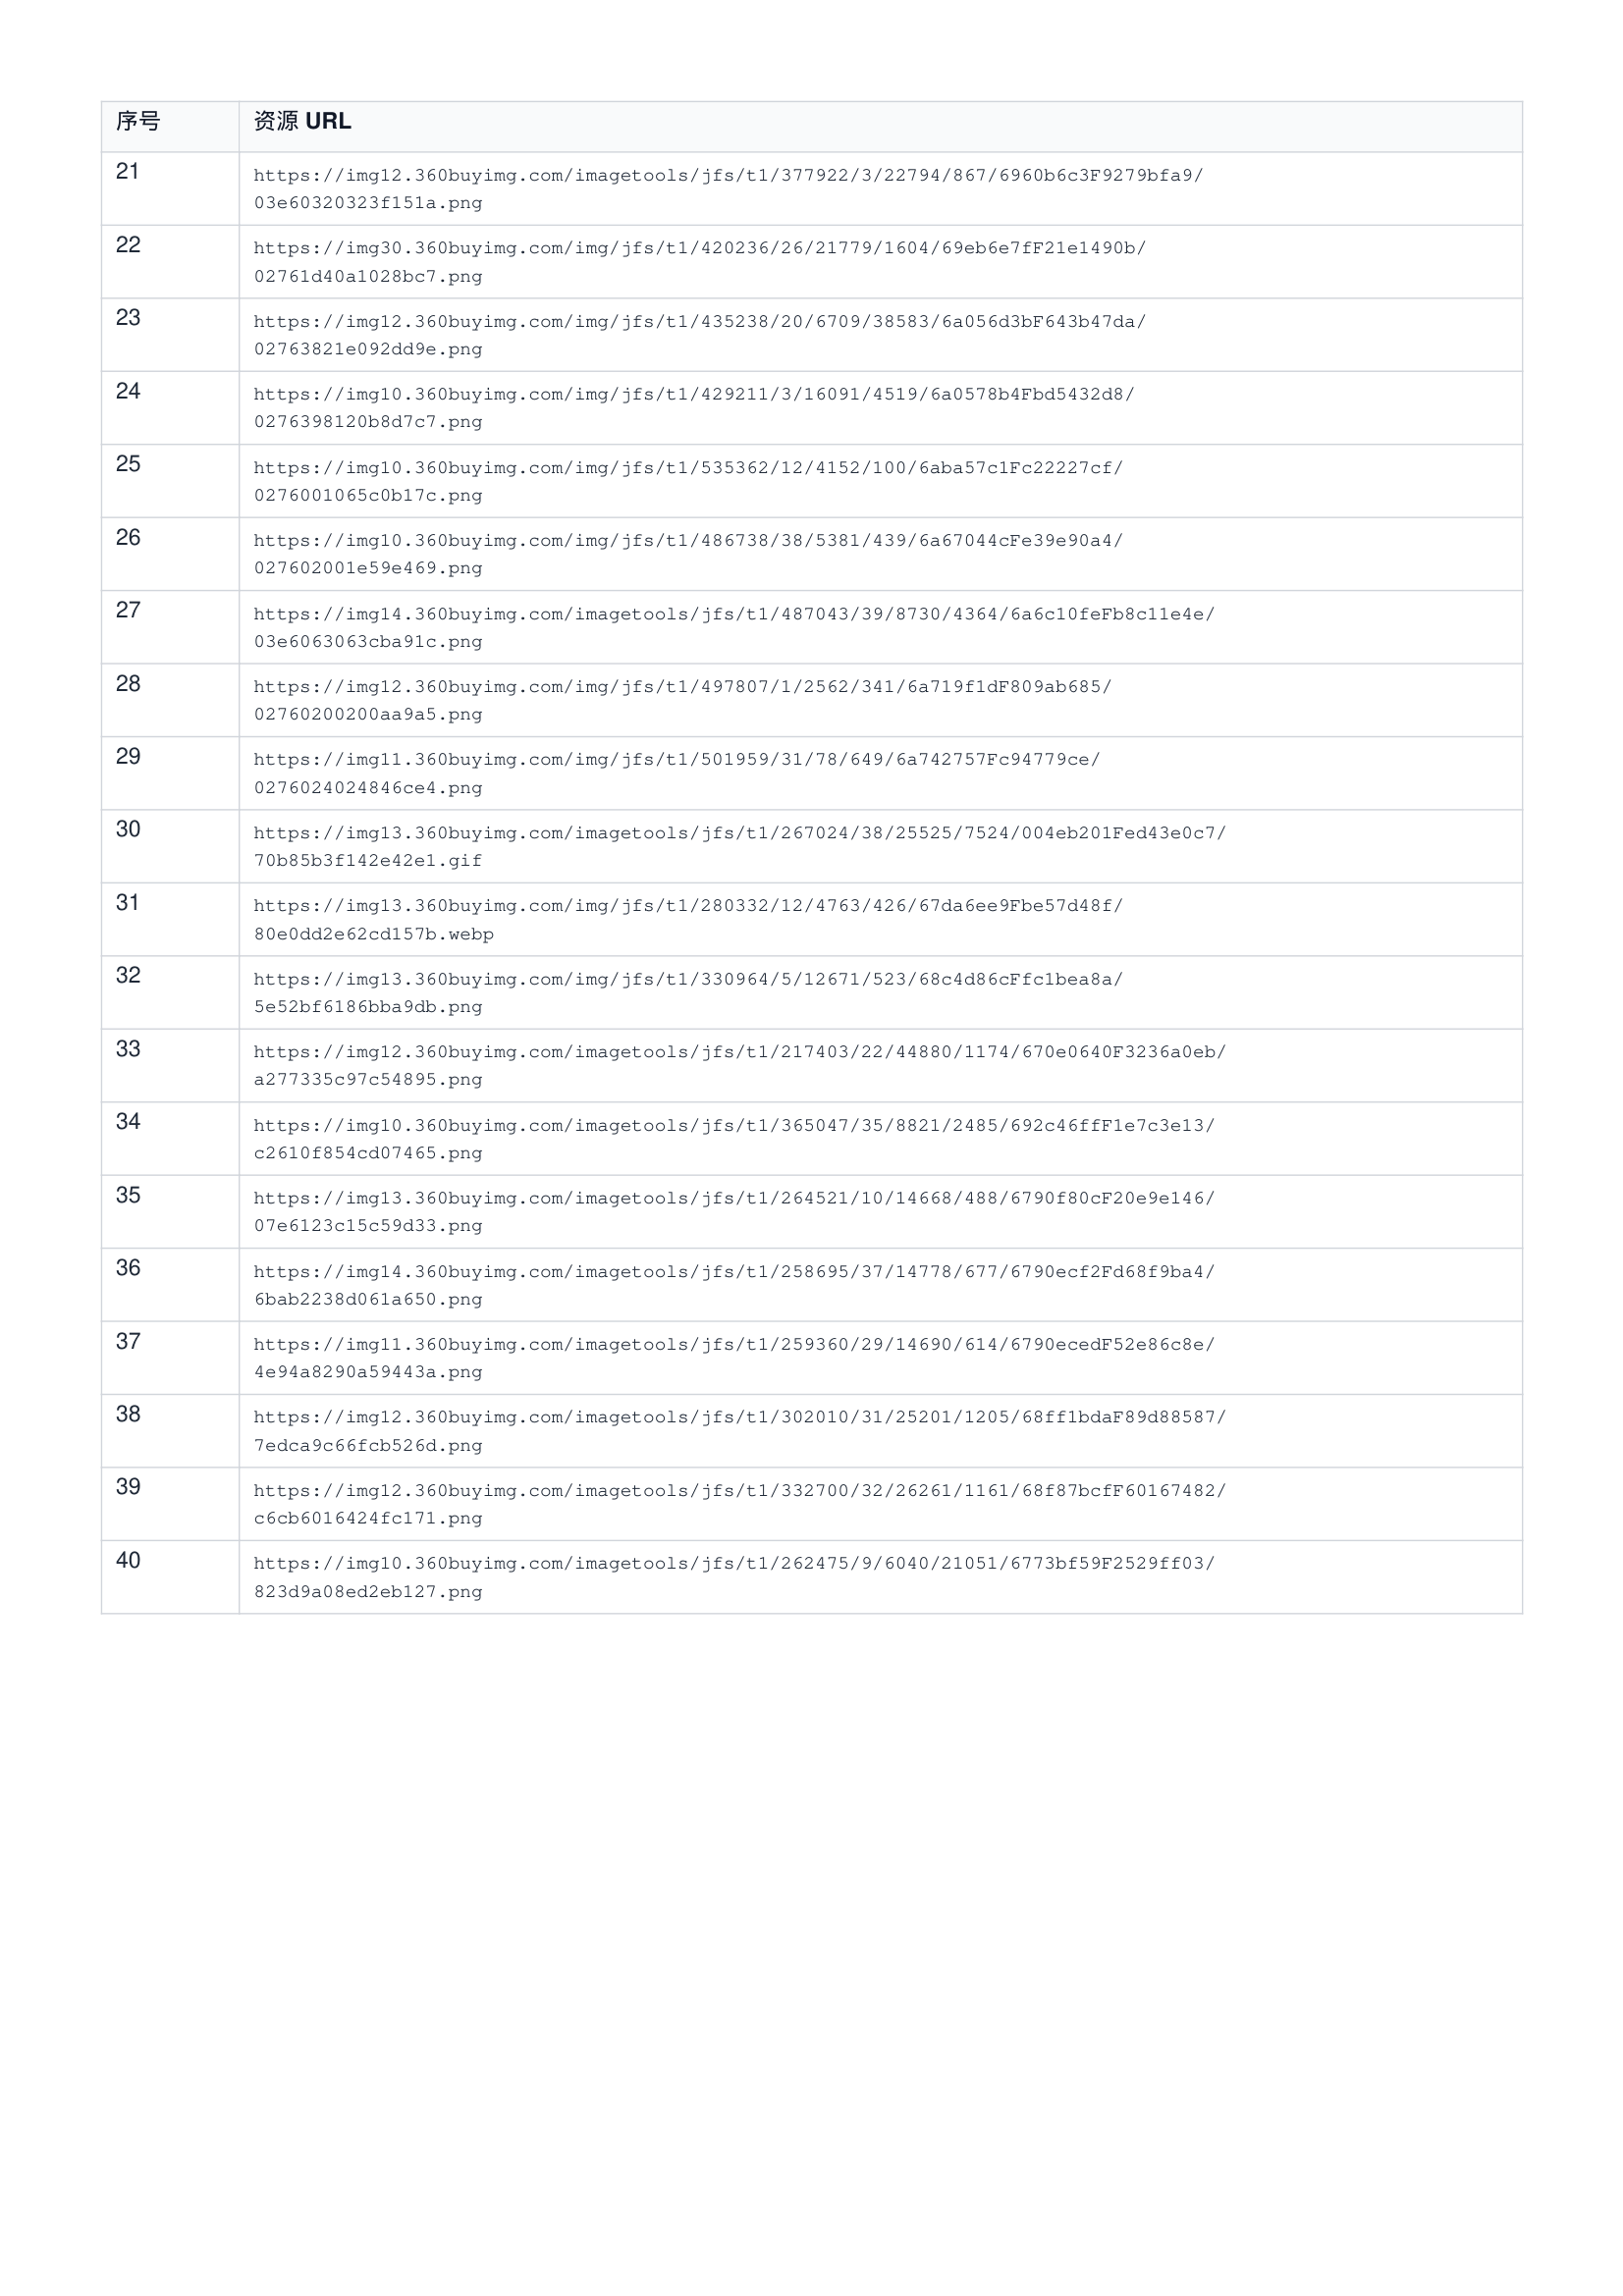 序号 资源 URL
21 https://img12.360buyimg.com/imagetools/jfs/t1/377922/3/22794/867/6960b6c3F9279bfa9/
03e60320323f151a.png
22 https://img30.360buyimg.com/img/jfs/t1/420236/26/21779/1604/69eb6e7fF21e1490b/
02761d40a1028bc7.png
23 https://img12.360buyimg.com/img/jfs/t1/435238/20/6709/38583/6a056d3bF643b47da/
02763821e092dd9e.png
24 https://img10.360buyimg.com/img/jfs/t1/429211/3/16091/4519/6a0578b4Fbd5432d8/
0276398120b8d7c7.png
25 https://img10.360buyimg.com/img/jfs/t1/535362/12/4152/100/6aba57c1Fc22227cf/
0276001065c0b17c.png
26 https://img10.360buyimg.com/img/jfs/t1/486738/38/5381/439/6a67044cFe39e90a4/
027602001e59e469.png
27 https://img14.360buyimg.com/imagetools/jfs/t1/487043/39/8730/4364/6a6c10feFb8c11e4e/
03e6063063cba91c.png
28 https://img12.360buyimg.com/img/jfs/t1/497807/1/2562/341/6a719f1dF809ab685/
02760200200aa9a5.png
29 https://img11.360buyimg.com/img/jfs/t1/501959/31/78/649/6a742757Fc94779ce/
0276024024846ce4.png
30 https://img13.360buyimg.com/imagetools/jfs/t1/267024/38/25525/7524/004eb201Fed43e0c7/
70b85b3f142e42e1.gif
31 https://img13.360buyimg.com/img/jfs/t1/280332/12/4763/426/67da6ee9Fbe57d48f/
80e0dd2e62cd157b.webp
32 https://img13.360buyimg.com/img/jfs/t1/330964/5/12671/523/68c4d86cFfc1bea8a/
5e52bf6186bba9db.png
33 https://img12.360buyimg.com/imagetools/jfs/t1/217403/22/44880/1174/670e0640F3236a0eb/
a277335c97c54895.png
34 https://img10.360buyimg.com/imagetools/jfs/t1/365047/35/8821/2485/692c46ffF1e7c3e13/
c2610f854cd07465.png
35 https://img13.360buyimg.com/imagetools/jfs/t1/264521/10/14668/488/6790f80cF20e9e146/
07e6123c15c59d33.png
36 https://img14.360buyimg.com/imagetools/jfs/t1/258695/37/14778/677/6790ecf2Fd68f9ba4/
6bab2238d061a650.png
37 https://img11.360buyimg.com/imagetools/jfs/t1/259360/29/14690/614/6790ecedF52e86c8e/
4e94a8290a59443a.png
38 https://img12.360buyimg.com/imagetools/jfs/t1/302010/31/25201/1205/68ff1bdaF89d88587/
7edca9c66fcb526d.png
39 https://img12.360buyimg.com/imagetools/jfs/t1/332700/32/26261/1161/68f87bcfF60167482/
c6cb6016424fc171.png
40 https://img10.360buyimg.com/imagetools/jfs/t1/262475/9/6040/21051/6773bf59F2529ff03/
823d9a08ed2eb127.png